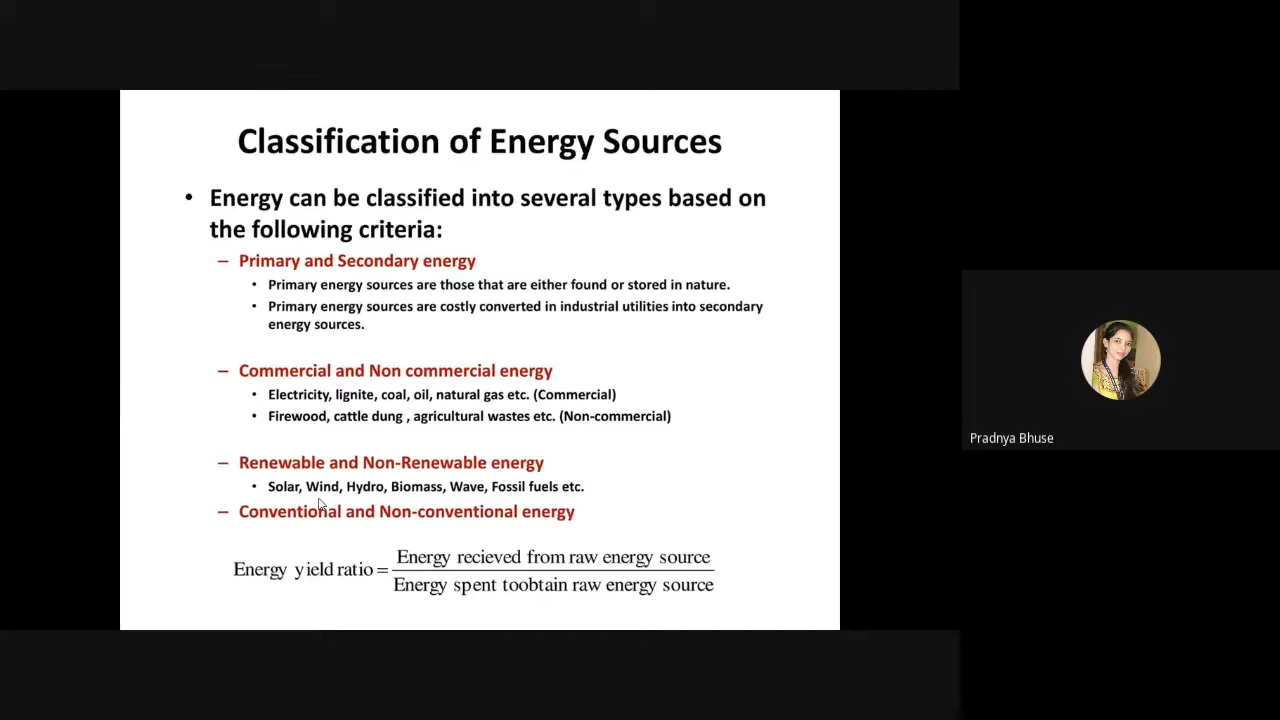 Classification of Energy Sources
• Energy can be classified into several types based on
the following criteria:
– Primary and Secondary energy
• Primary energy sources are those that are either found or stored in nature.
• Primary energy sources are costly converted in industrial utilities into secondary
energy sources.
– Commercial and Non commercial energy
• Electricity, lignite, coal, oil, natural gas etc. (Commercial)
• Firewood, cattle dung , agricultural wastes etc. (Non-commercial)
– Renewable and Non-Renewable energy
• Solar, Wind, Hydro, Biomass, Wave, Fossil fuels etc.
– Conventional and Non-conventional energy
Energy yield ratio = Energy recieved from raw energy source
Energy spent toobtain raw energy source
Pradnya Bhuse